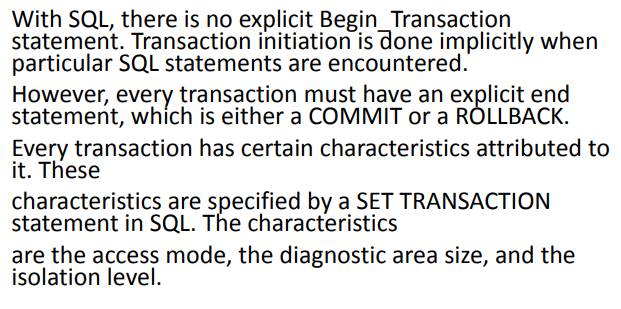 With SQL, there is no explicit Begin_Transaction
statement. Transaction initiation is done implicitly when
particular SQL statements are encountered.
However, every transaction must have an explicit end
statement, which is either a COMMIT or a ROLLBACK.
Every transaction has certain characteristics attributed to
it. These
characteristics are specified by a SET TRANSACTION
statement in SQL. The characteristics
are the access mode, the diagnostic area size, and the
isolation level.